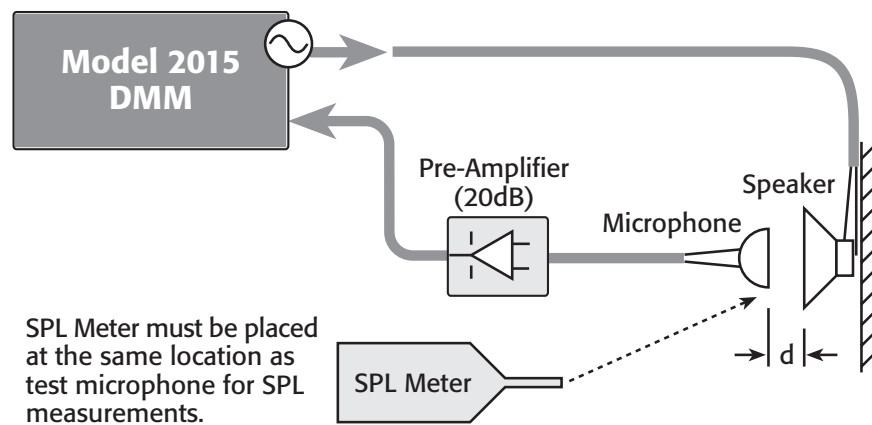 Model 2015
DMM
Pre-Amplifier
(20dB)
Speaker
Microphone
SPL Meter must be placed
at the same location as
test microphone for SPL
measurements.
SPL Meter
d